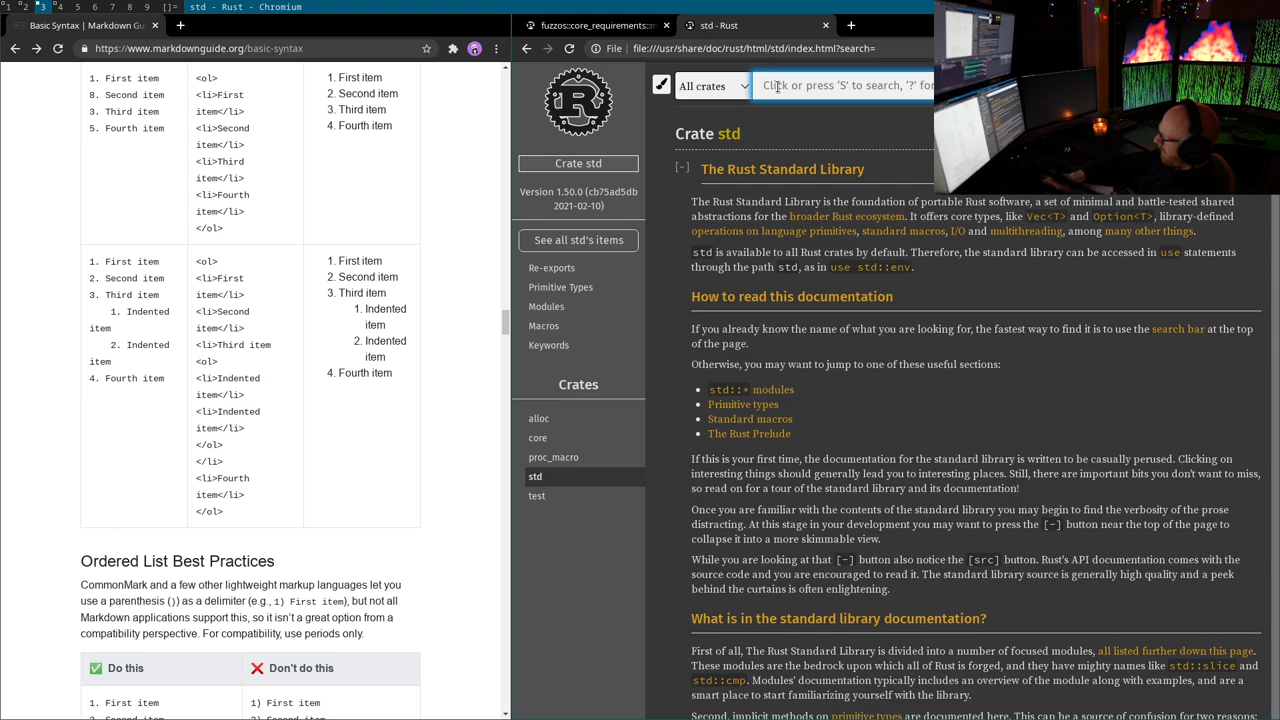 1 2 3 4 5 6 7 8 9 []= std - Rust - Chromium
Basic Syntax | Markdown Guide
https://www.markdownguide.org/basic-syntax
1. First item
8. Second item
3. Third item
5. Fourth item
<ol>
<li>First
item</li>
<li>Second
item</li>
<li>Third
item</li>
<li>Fourth
item</li>
</ol>
1. First item
2. Second item
3. Third item
4. Fourth item
1. First item
2. Second item
3. Third item
1. Indented
item
2. Indented
item
4. Fourth item
<ol>
<li>First
item</li>
<li>Second
item</li>
<li>Third item
<ol>
<li>Indented
item</li>
<li>Indented
item</li>
</ol>
</li>
<li>Fourth
item</li>
</ol>
1. First item
2. Second item
3. Third item
1. Indented
item
2. Indented
item
4. Fourth item
Ordered List Best Practices
CommonMark and a few other lightweight markup languages let you
use a parenthesis ()) as a delimiter (e.g., 1) First item), but not all
Markdown applications support this, so it isn't a great option from a
compatibility perspective. For compatibility, use periods only.
✅ Do this
❌ Don't do this
1. First item
1) First item
fuzzos::core_requirements::m
std - Rust
File file:///usr/share/doc/rust/html/std/index.html?search=
Crate std
Version 1.50.0 (cb75ad5db
2021-02-10)
See all std's items
Re-exports
Primitive Types
Modules
Macros
Keywords
Crates
alloc
core
proc_macro
std
test
All crates
Click or press 'S' to search, '?' for
Crate std
[-] The Rust Standard Library
The Rust Standard Library is the foundation of portable Rust software, a set of minimal and battle-tested shared
abstractions for the broader Rust ecosystem. It offers core types, like Vec<T> and Option<T>, library-defined
operations on language primitives, standard macros, I/O and multithreading, among many other things.
std is available to all Rust crates by default. Therefore, the standard library can be accessed in use statements
through the path std, as in use std::env.
How to read this documentation
If you already know the name of what you are looking for, the fastest way to find it is to use the search bar at the top
of the page.
Otherwise, you may want to jump to one of these useful sections:
• std::* modules
• Primitive types
• Standard macros
• The Rust Prelude
If this is your first time, the documentation for the standard library is written to be casually perused. Clicking on
interesting things should generally lead you to interesting places. Still, there are important bits you don't want to miss,
so read on for a tour of the standard library and its documentation!
Once you are familiar with the contents of the standard library you may begin to find the verbosity of the prose
distracting. At this stage in your development you may want to press the [-] button near the top of the page to
collapse it into a more skimmable view.
While you are looking at that [-] button also notice the [src] button. Rust's API documentation comes with the
source code and you are encouraged to read it. The standard library source is generally high quality and a peek
behind the curtains is often enlightening.
What is in the standard library documentation?
First of all, The Rust Standard Library is divided into a number of focused modules, all listed further down this page.
These modules are the bedrock upon which all of Rust is forged, and they have mighty names like std::slice and
std::cmp. Modules' documentation typically includes an overview of the module along with examples, and are a
smart place to start familiarizing yourself with the library.
Second, implicit methods on primitive types are documented here. This can be a source of confusion for two reasons: